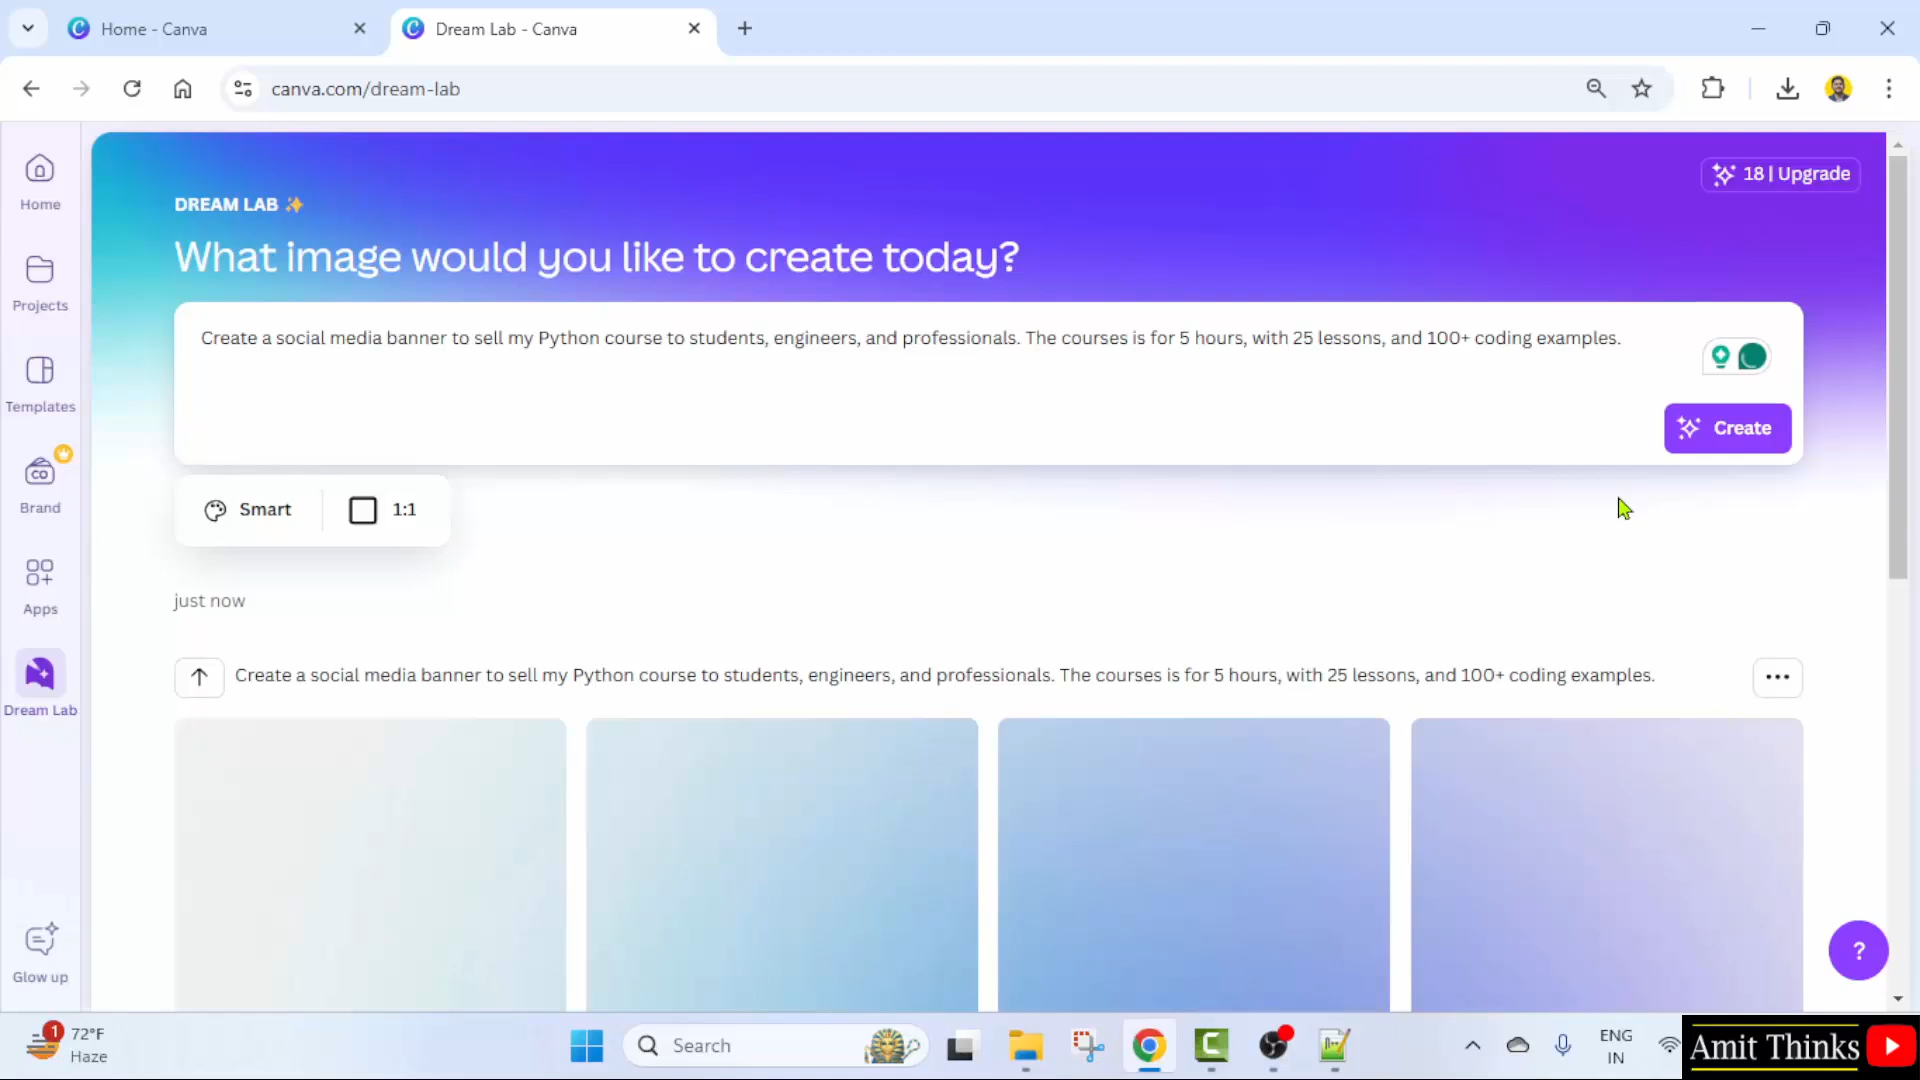 Home - Canva
Dream Lab - Canva
canva.com/dream-lab
18 | Upgrade
DREAM LAB
What image would you like to create today?
Create a social media banner to sell my Python course to students, engineers, and professionals. The courses is for 5 hours, with 25 lessons, and 100+ coding examples.
Create
Smart
1:1
just now
Create a social media banner to sell my Python course to students, engineers, and professionals. The courses is for 5 hours, with 25 lessons, and 100+ coding examples.
Home
Projects
Templates
CO
Brand
Apps
Dream Lab
Glow up
?
1
72°F
Haze
Search
ENG
IN
Amit Thinks